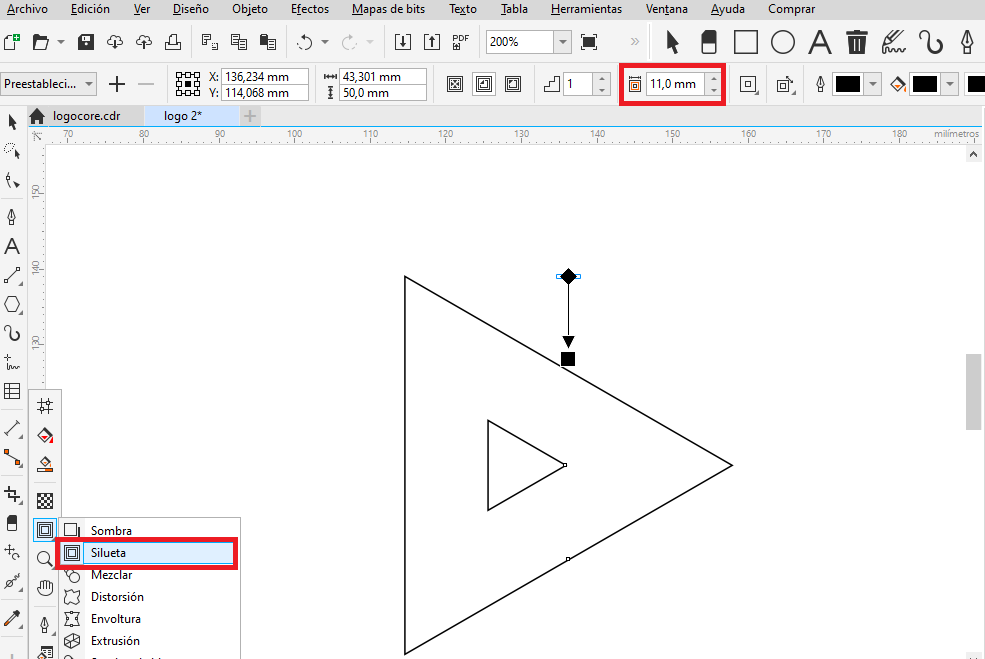 Archivo Edición Ver Diseño Objeto Efectos Mapas de bits Texto Tabla Herramientas Ventana Ayuda Comprar
PDF 200% »
Preestableci... X: 136,234 mm 43,301 mm 1 11,0 mm
Y: 114,068 mm 50,0 mm
logocore.cdr logo 2*
70 80 90 100 110 120 130 140 150 160 170 180 milímetros
150
140
130
Sombra
Silueta
Mezclar
Distorsión
Envoltura
Extrusión